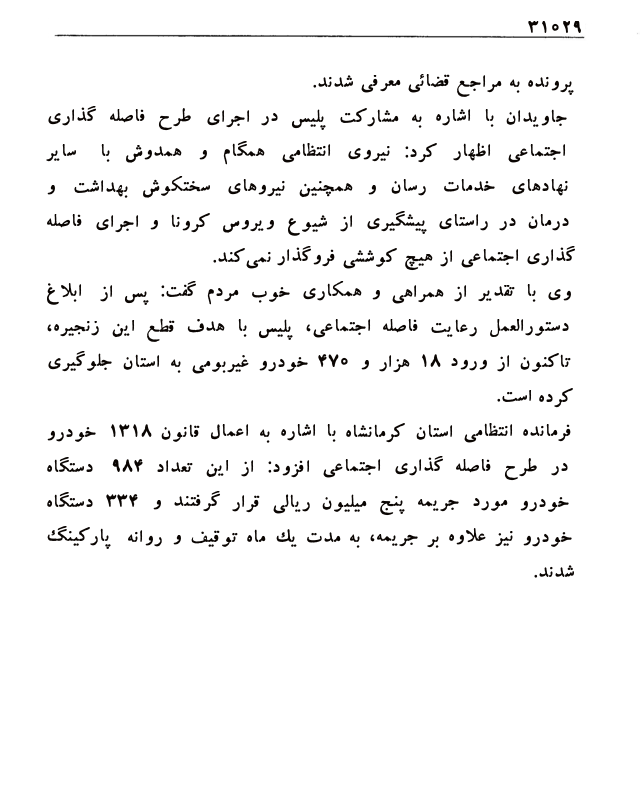 ۳۱۰۲۹
پرونده به مراجع قضائی معرفی شدند.
جاویدان با اشاره به مشارکت پلیس در اجرای طرح فاصله گذاری
اجتماعی اظهار کرد: نیروی انتظامی همگام و همدوش با سایر
نهادهای خدمات رسان و همچنین نیروهای سختکوش بهداشت و
درمان در راستای پیشگیری از شیوع ویروس کرونا و اجرای فاصله
گذاری اجتماعی از هیچ کوششی فروگذار نمی‌کند.
وی با تقدیر از همراهی و همکاری خوب مردم گفت: پس از ابلاغ
دستورالعمل رعایت فاصله اجتماعی، پلیس با هدف قطع این زنجیره،
تاکنون از ورود ۱۸ هزار و ۴۷۰ خودرو غیربومی به استان جلوگیری
کرده است.
فرمانده انتظامی استان کرمانشاه با اشاره به اعمال قانون ۱۳۱۸ خودرو
در طرح فاصله گذاری اجتماعی افزود: از این تعداد ۹۸۴ دستگاه
خودرو مورد جریمه پنج میلیون ریالی قرار گرفتند و ۳۳۴ دستگاه
خودرو نیز علاوه بر جریمه، به مدت یك ماه توقیف و روانه پارکینگ
شدند.